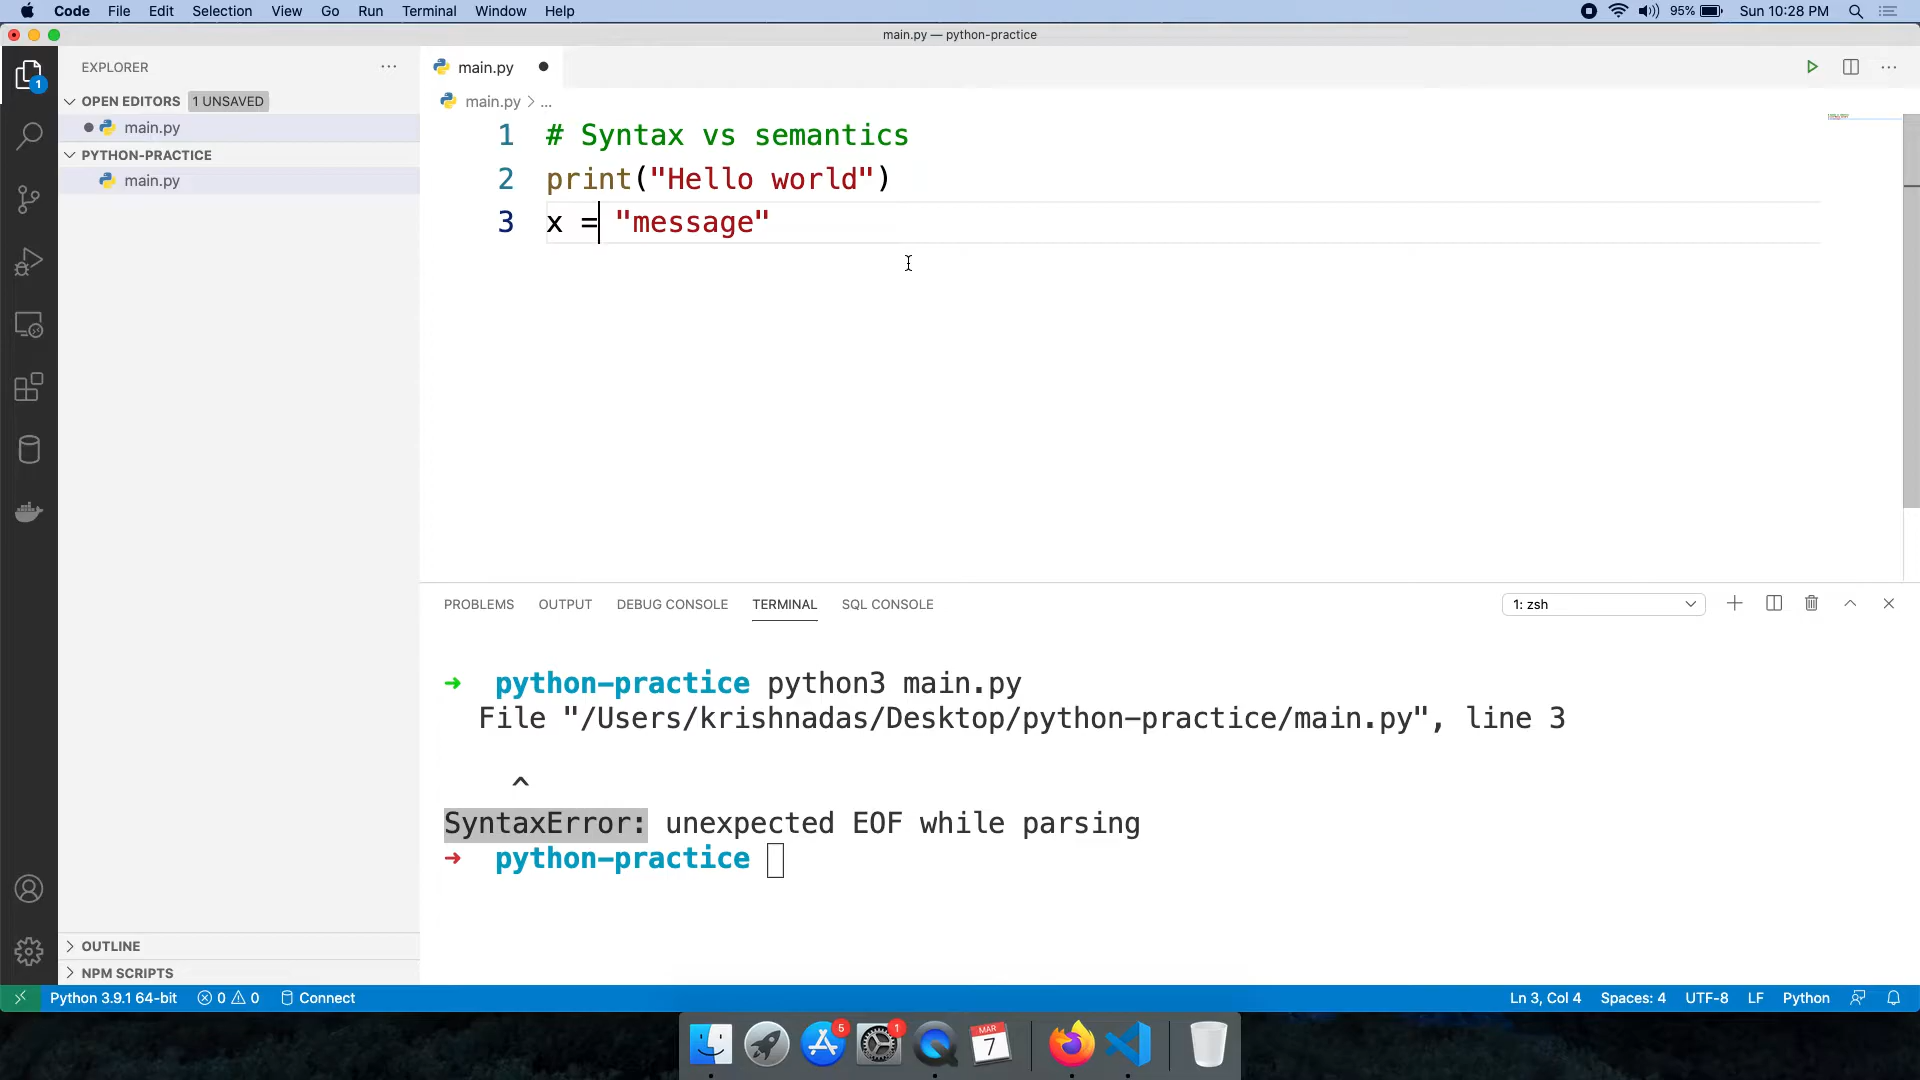 Code File Edit Selection View Go Run Terminal Window Help 95% Sun 10:28 PM
main.py — python-practice
EXPLORER
OPEN EDITORS 1 UNSAVED
main.py
PYTHON-PRACTICE
main.py
OUTLINE
NPM SCRIPTS
1
main.py
main.py > ...
1 # Syntax vs semantics
2 print("Hello world")
3 x = "message"
PROBLEMS OUTPUT DEBUG CONSOLE TERMINAL SQL CONSOLE 1: zsh
➜ python-practice python3 main.py
File "/Users/krishnadas/Desktop/python-practice/main.py", line 3
^
SyntaxError: unexpected EOF while parsing
➜ python-practice
Python 3.9.1 64-bit 0 0 Connect Ln 3, Col 4 Spaces: 4 UTF-8 LF Python
5 1 MAR 7